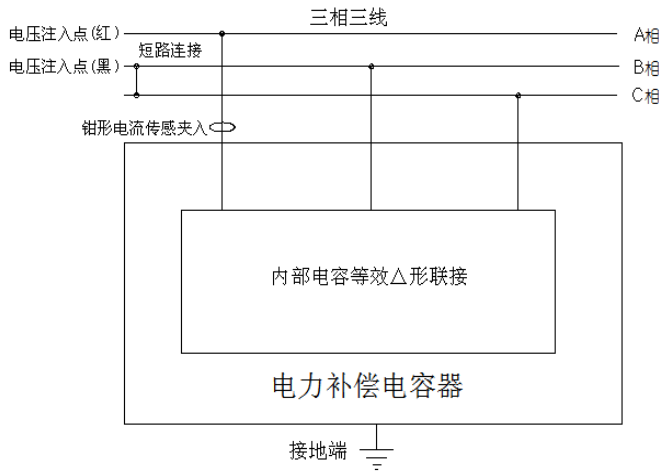 三相三线
电压注入点(红)
A相
短路连接
电压注入点(黑)
B相
C相
钳形电流传感夹入
内部电容等效△形联接
电力补偿电容器
接地端